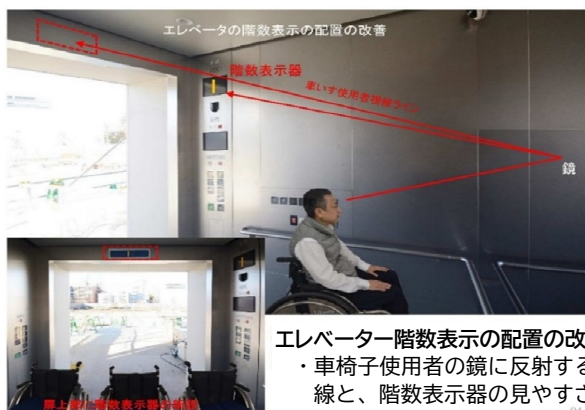 エレベータの階数表示の配置の改善
階数表示器
車いす使用者視線ライン
鏡
エレベーター階数表示の配置の改
・車椅子使用者の鏡に反射する
線と、階数表示器の見やす